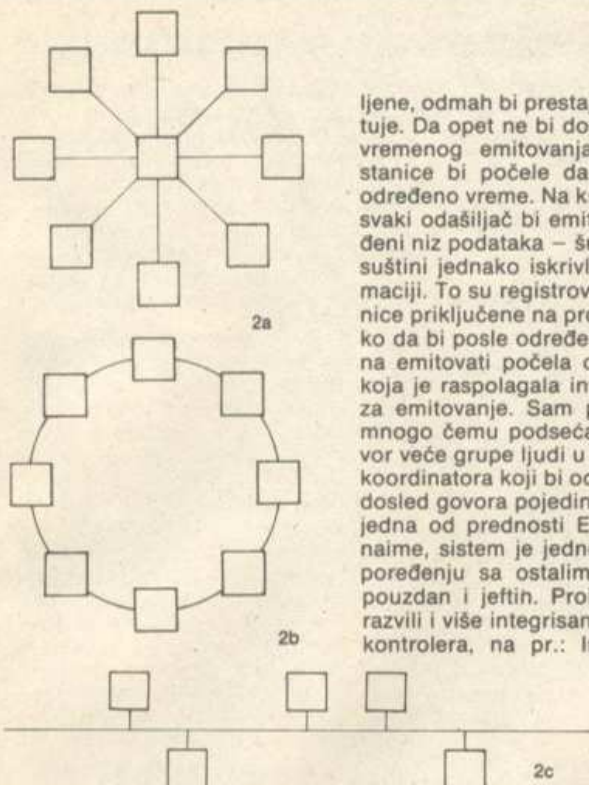 ljene, odmah bi presta
tuje. Da opet ne bi do
vremenog emitovanja
stanice bi počele da
određeno vreme. Na k
svaki odašiljač bi emit
đeni niz podataka – š
suštini jednako iskrivl
maciji. To su registrov
nice priključene na pre
ko da bi posle određe
na emitovati počela o
koja je raspolagala in
za emitovanje. Sam p
mnogo čemu podseća
vor veće grupe ljudi u
koordinatora koji bi od
dosled govora pojedin
jedna od prednosti E
naime, sistem je jedn
poređenju sa ostalim
pouzdan i jeftin. Proi
razvili i više integrisan
kontrolera, na pr.: I
2a
2b
2c